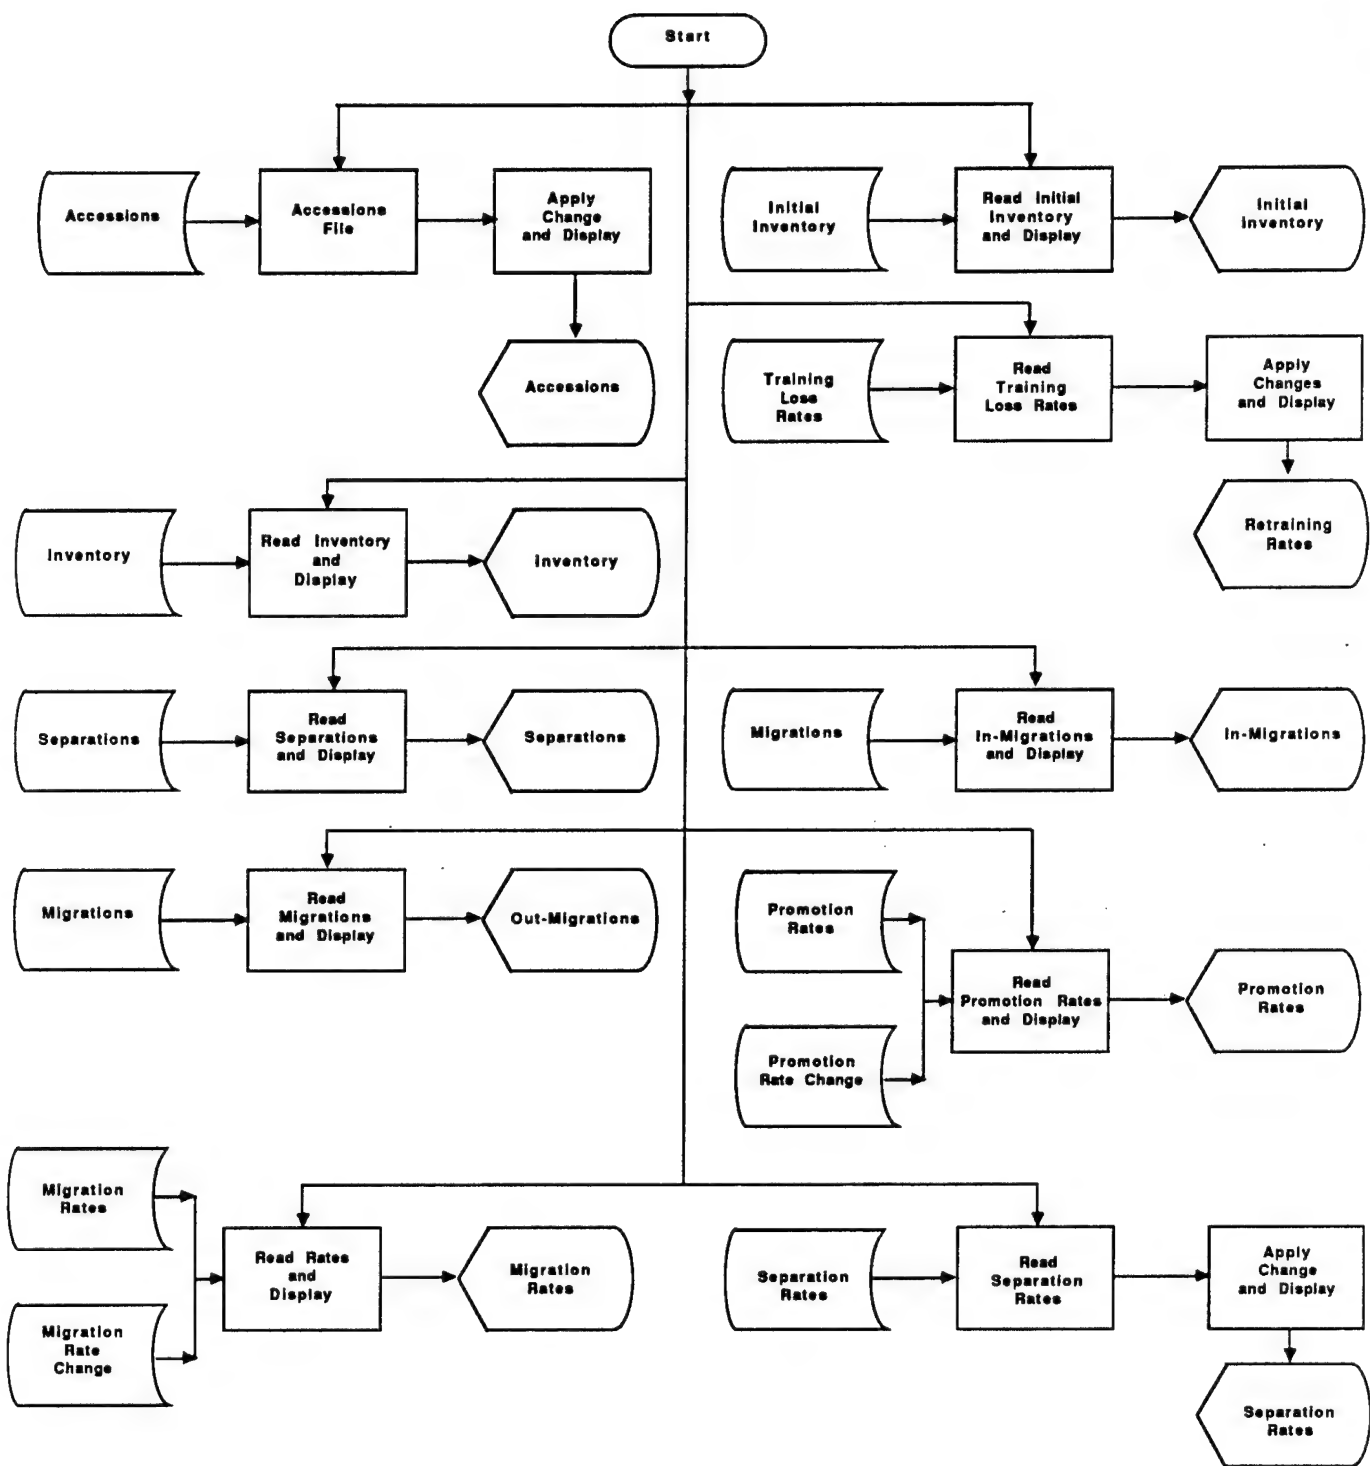 Start
Accessions
Accessions
File
Apply
Change
and Display
Initial
Inventory
Read Initial
Inventory
and Display
Initial
Inventory
Accessions
Training
Loss
Rates
Read
Training
Loss Rates
Apply
Changes
and Display
Retraining
Rates
Inventory
Read Inventory
and
Display
Inventory
Separations
Read
Separations
and Display
Separations
Migrations
Read
In-Migrations
and Display
In-Migrations
Migrations
Read
Migrations
and Display
Out-Migrations
Promotion
Rates
Promotion
Rate Change
Read
Promotion Rates
and Display
Promotion
Rates
Migration
Rates
Migration
Rate
Change
Read Rates
and
Display
Migration
Rates
Separation
Rates
Read
Separation
Rates
Apply
Change
and Display
Separation
Rates